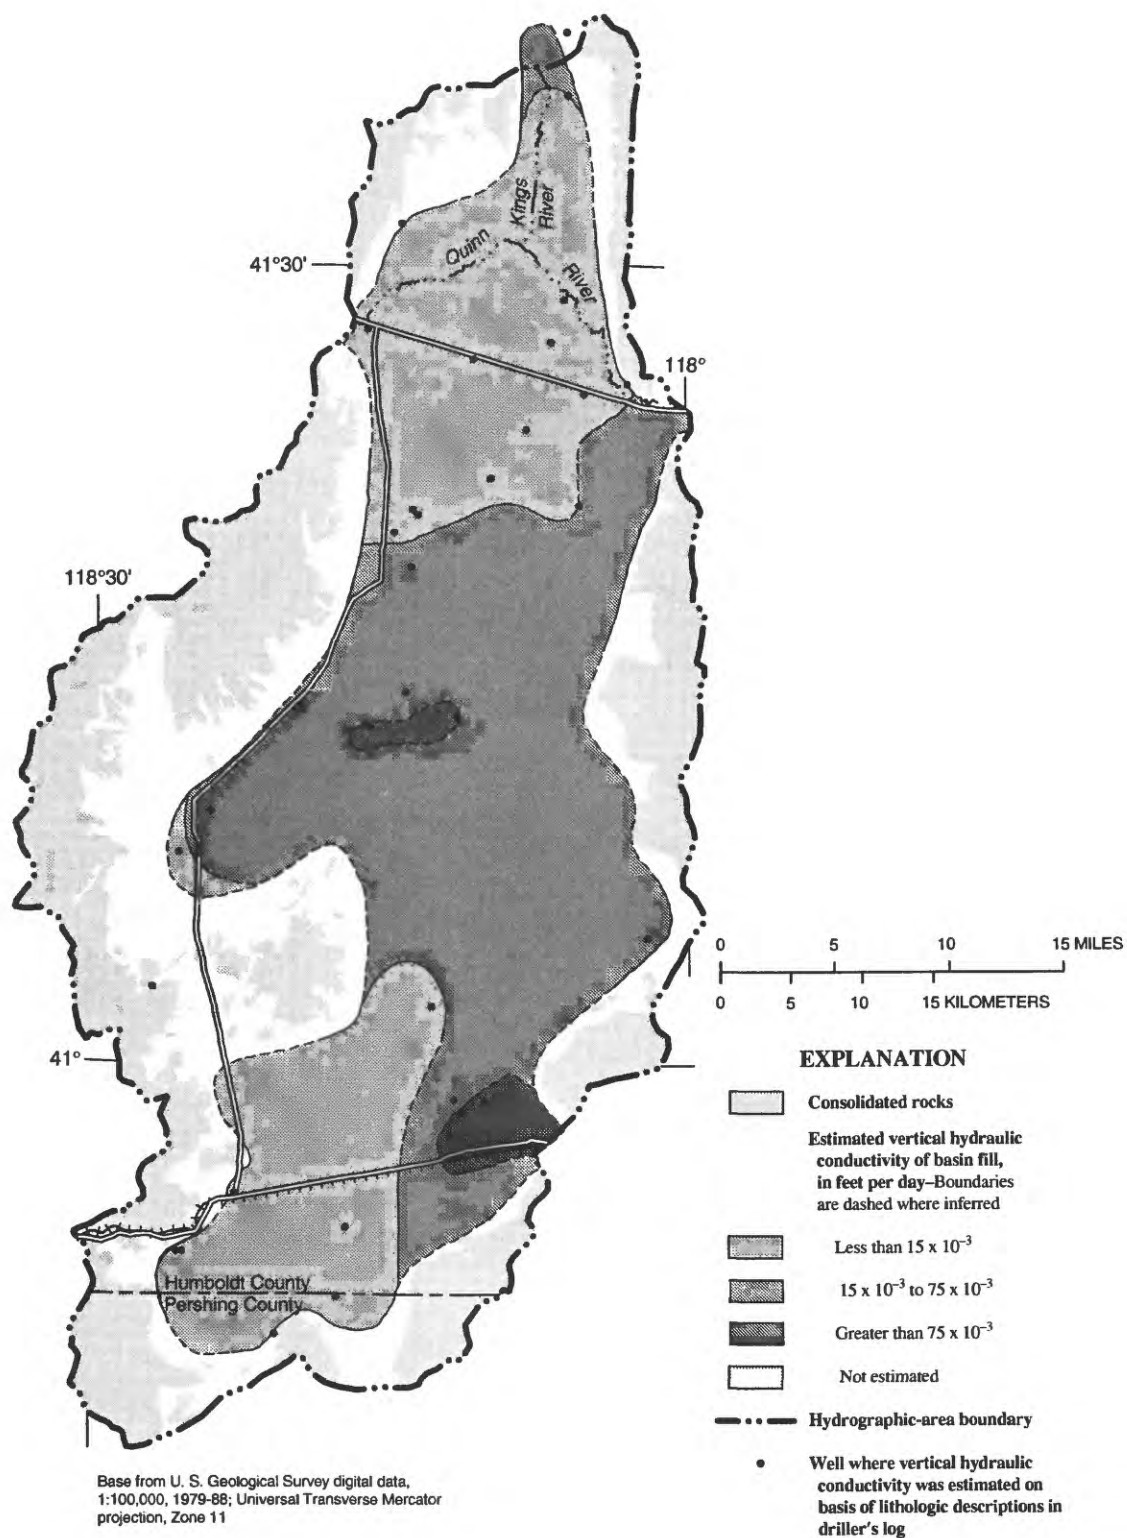 Kings
River
Quinn
River
41°30'
118°
118°30'
0 5 10 15 MILES
0 5 10 15 KILOMETERS
41°
EXPLANATION
Consolidated rocks
Estimated vertical hydraulic
conductivity of basin fill,
in feet per day–Boundaries
are dashed where inferred
Less than 15 x 10⁻³
15 x 10⁻³ to 75 x 10⁻³
Greater than 75 x 10⁻³
Not estimated
Hydrographic-area boundary
Well where vertical hydraulic
conductivity was estimated on
basis of lithologic descriptions in
driller's log
Humboldt County
Pershing County
Base from U. S. Geological Survey digital data,
1:100,000, 1979-88; Universal Transverse Mercator
projection, Zone 11